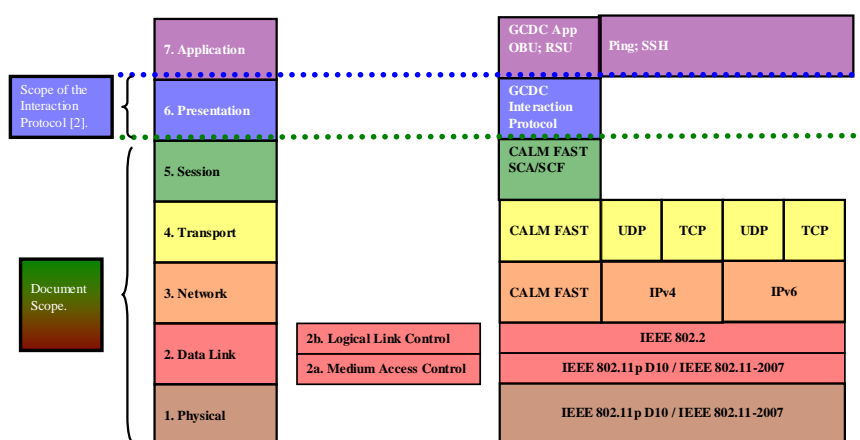 7. Application
GCDC App
OBU; RSU
Ping; SSH
Scope of the
Interaction
Protocol [2].
6. Presentation
GCDC
Interaction
Protocol
5. Session
CALM FAST
SCA/SCF
4. Transport
CALM FAST
UDP
TCP
UDP
TCP
Document
Scope.
3. Network
CALM FAST
IPv4
IPv6
2. Data Link
2b. Logical Link Control
IEEE 802.2
2a. Medium Access Control
IEEE 802.11p D10 / IEEE 802.11-2007
1. Physical
IEEE 802.11p D10 / IEEE 802.11-2007